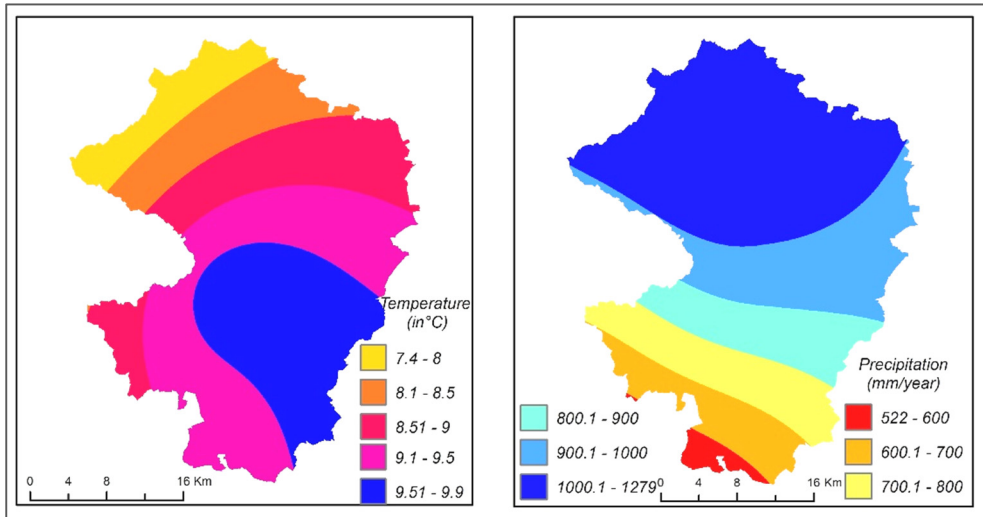 Temperature
(in°C)
7.4 - 8
8.1 - 8.5
8.51 - 9
9.1 - 9.5
9.51 - 9.9
0 4 8 16 Km
Precipitation
(mm/year)
800.1 - 900
900.1 - 1000
1000.1 - 1279
522 - 600
600.1 - 700
700.1 - 800
0 4 8 16 Km